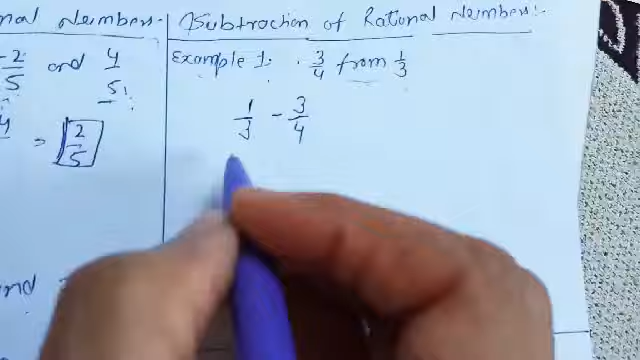 nal Numbers.
-2/5 and 4/5
= 2/5
and
Subtraction of Rational Numbers:-
Example 1. 3/4 from 1/3
1/3 - 3/4